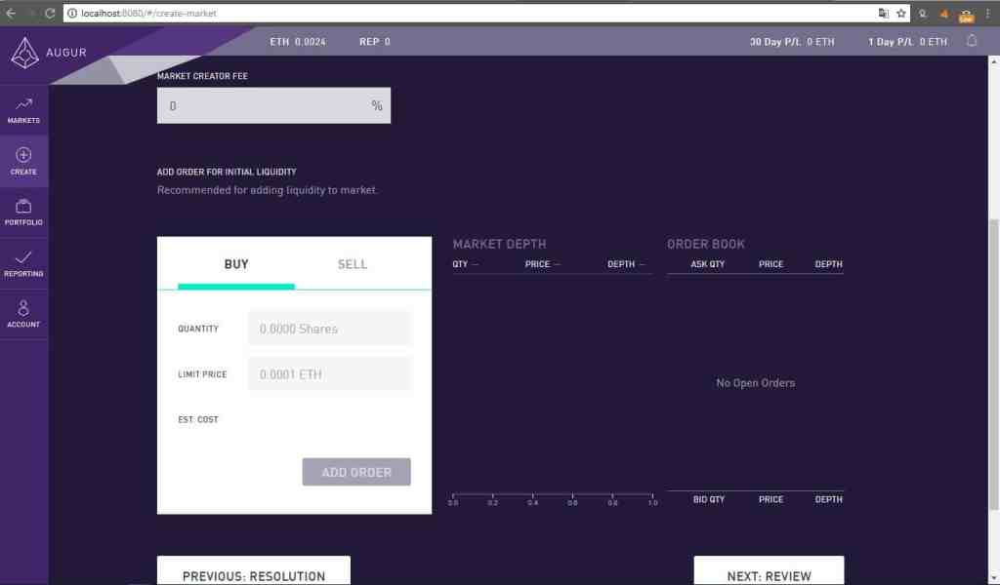 localhost:8080/#/create-market
AUGUR
ETH 0.0024 REP 0 30 Day P/L 0 ETH 1 Day P/L 0 ETH
MARKETS
CREATE
PORTFOLIO
REPORTING
ACCOUNT
MARKET CREATOR FEE
0 %
ADD ORDER FOR INITIAL LIQUIDITY
Recommended for adding liquidity to market.
BUY SELL
QUANTITY 0.0000 Shares
LIMIT PRICE 0.0001 ETH
EST. COST
ADD ORDER
MARKET DEPTH
QTY — PRICE — DEPTH —
0.0 0.2 0.4 0.6 0.8 1.0
ORDER BOOK
ASK QTY PRICE DEPTH
No Open Orders
BID QTY PRICE DEPTH
PREVIOUS: RESOLUTION NEXT: REVIEW